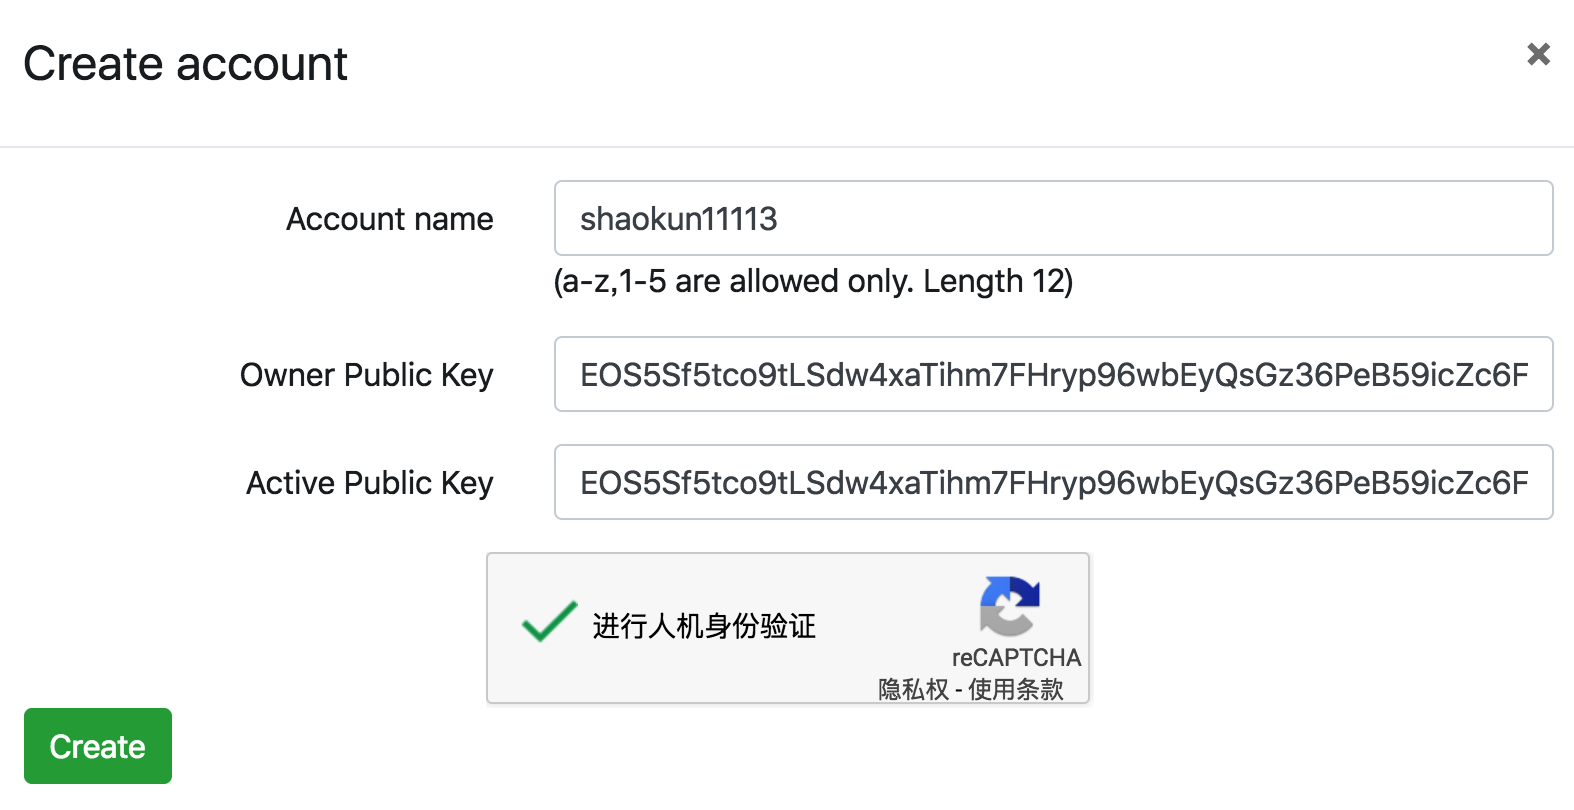 Create account
Account name
shaokun11113
(a-z,1-5 are allowed only. Length 12)
Owner Public Key
EOS5Sf5tco9tLSdw4xaTihm7FHryp96wbEyQsGz36PeB59icZc6F
Active Public Key
EOS5Sf5tco9tLSdw4xaTihm7FHryp96wbEyQsGz36PeB59icZc6F
进行人机身份验证
reCAPTCHA
隐私权 - 使用条款
Create